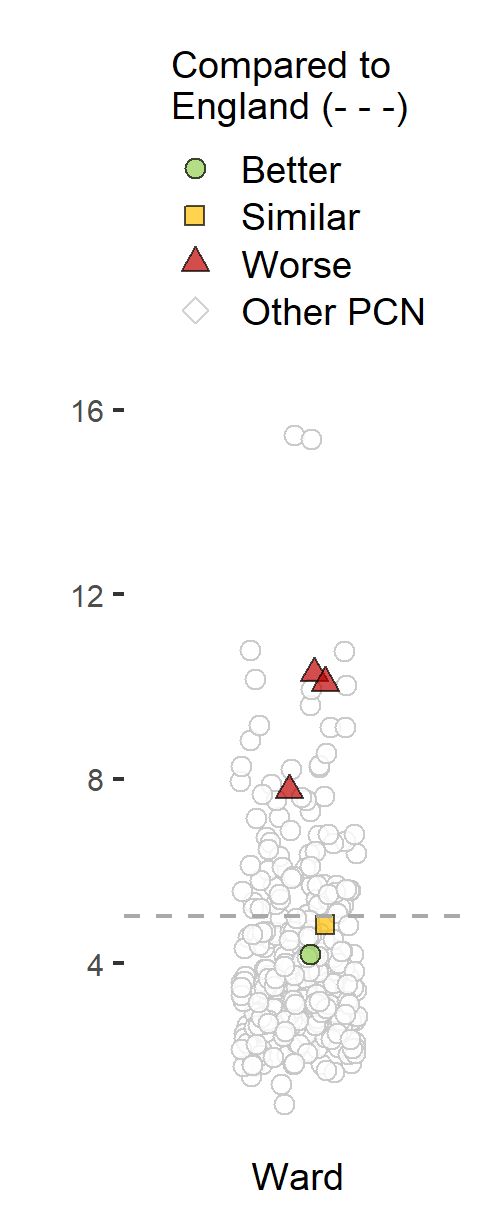 Compared to
England (- - -)
Better
Similar
Worse
Other PCN
16
12
8
4
Ward